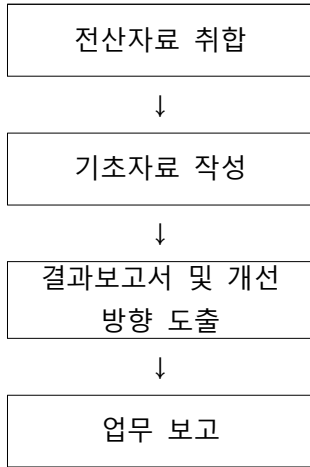 전산자료 취합
↓
기초자료 작성
↓
결과보고서 및 개선
방향 도출
↓
업무 보고